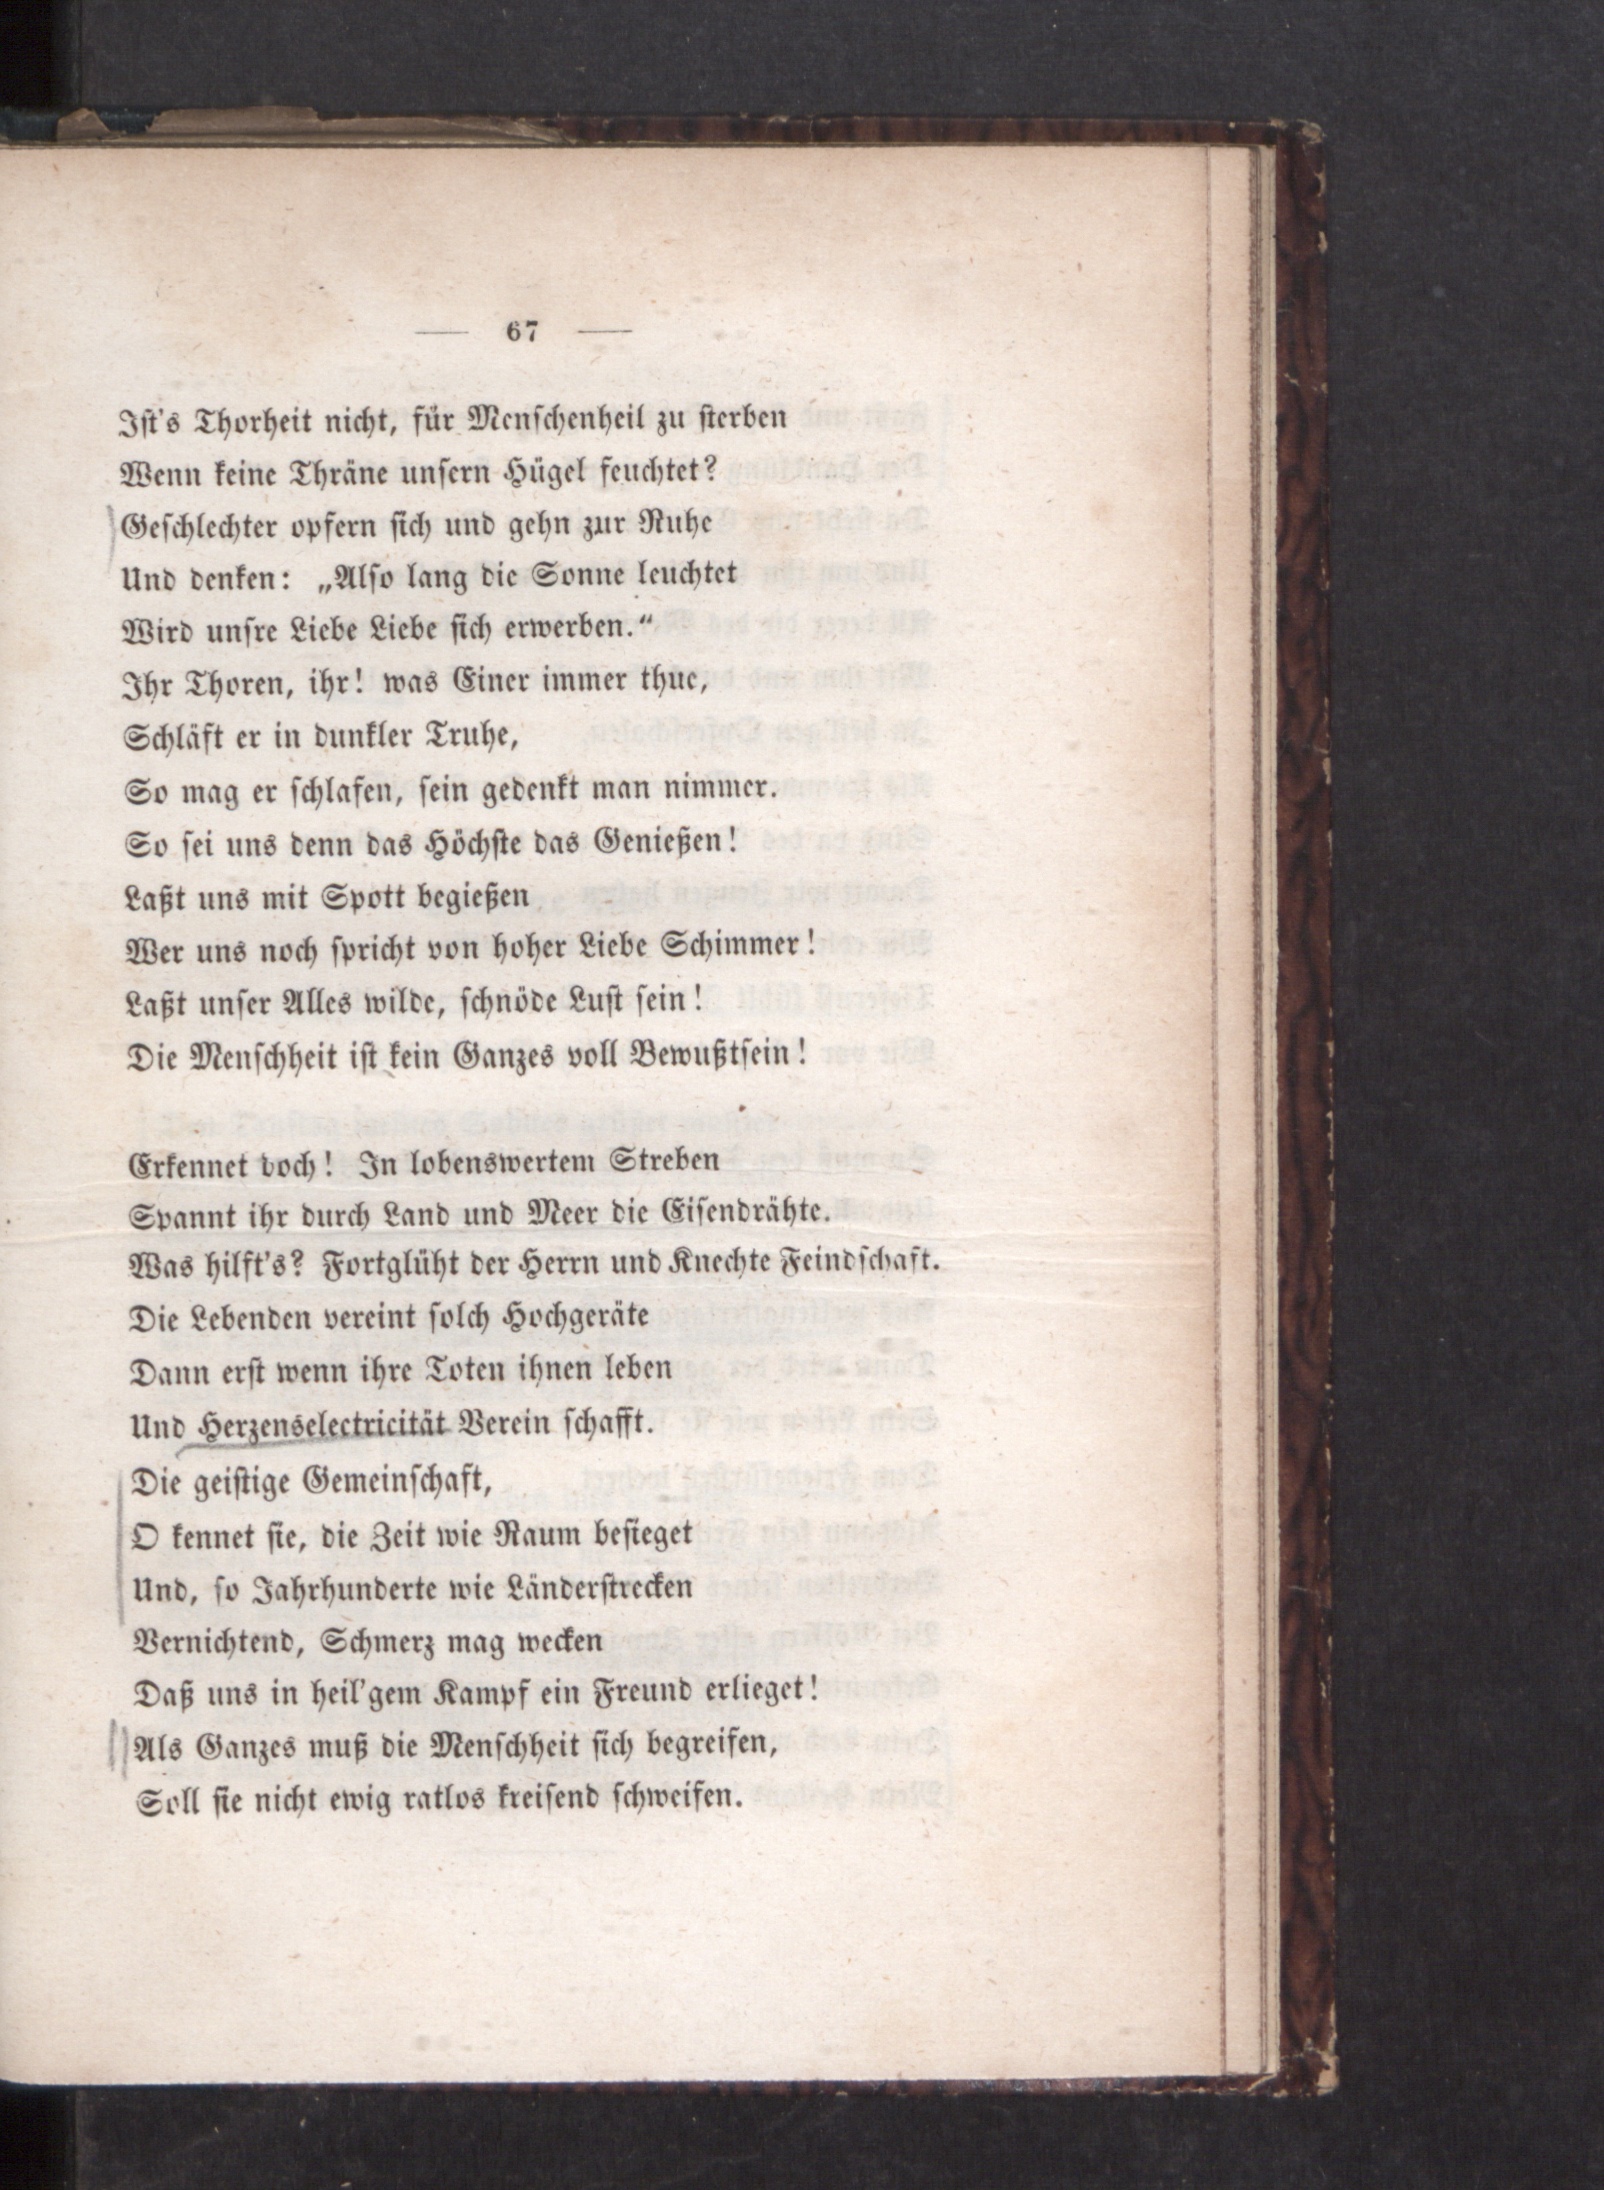 — 67 —
Ist's Thorheit nicht, für Menschenheil zu sterben
Wenn keine Thräne unsern Hügel feuchtet?
Geschlechter opfern sich und gehn zur Ruhe
Und denken: „Also lang die Sonne leuchtet
Wird unsre Liebe Liebe sich erwerben.“
Ihr Thoren, ihr! was Einer immer thue,
Schläft er in dunkler Truhe,
So mag er schlafen, sein gedenkt man nimmer.
So sei uns denn das Höchste das Genießen!
Laßt uns mit Spott begießen
Wer uns noch spricht von hoher Liebe Schimmer!
Laßt unser Alles wilde, schnöde Lust sein!
Die Menschheit ist kein Ganzes voll Bewußtsein!
Erkennet doch! In lobenswertem Streben
Spannt ihr durch Land und Meer die Eisendrähte.
Was hilft's? Fortglüht der Herrn und Knechte Feindschaft.
Die Lebenden vereint solch Hochgeräte
Dann erst wenn ihre Toten ihnen leben
Und Herzenselectricität Verein schafft.
Die geistige Gemeinschaft,
O kennet sie, die Zeit wie Raum besieget
Und, so Jahrhunderte wie Länderstrecken
Vernichtend, Schmerz mag wecken
Daß uns in heil'gem Kampf ein Freund erlieget!
Als Ganzes muß die Menschheit sich begreifen,
Soll sie nicht ewig ratlos kreisend schweifen.